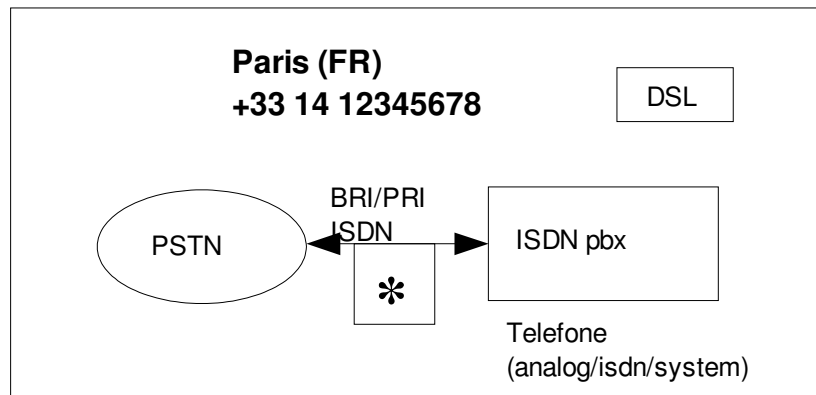 Paris (FR)
+33 14 12345678
DSL
BRI/PRI
ISDN
PSTN
ISDN pbx
*
Telefone
(analog/isdn/system)